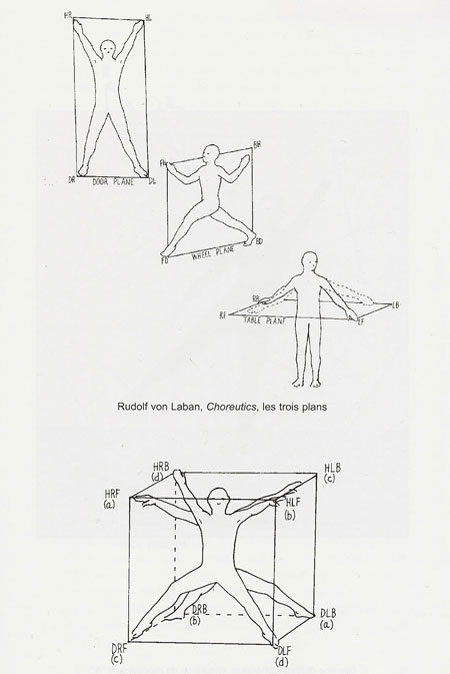 HR HL
DR DOOR PLANE DL
FH BH
FD WHEEL PLANE BD
RB LB
RF TABLE LF
Rudolf von Laban, Choreutics, les trois plans
HRB HLB
(d) (c)
HRF HLF
(a) (b)
DRB DLB
(b) (a)
DRF DLF
(c) (d)